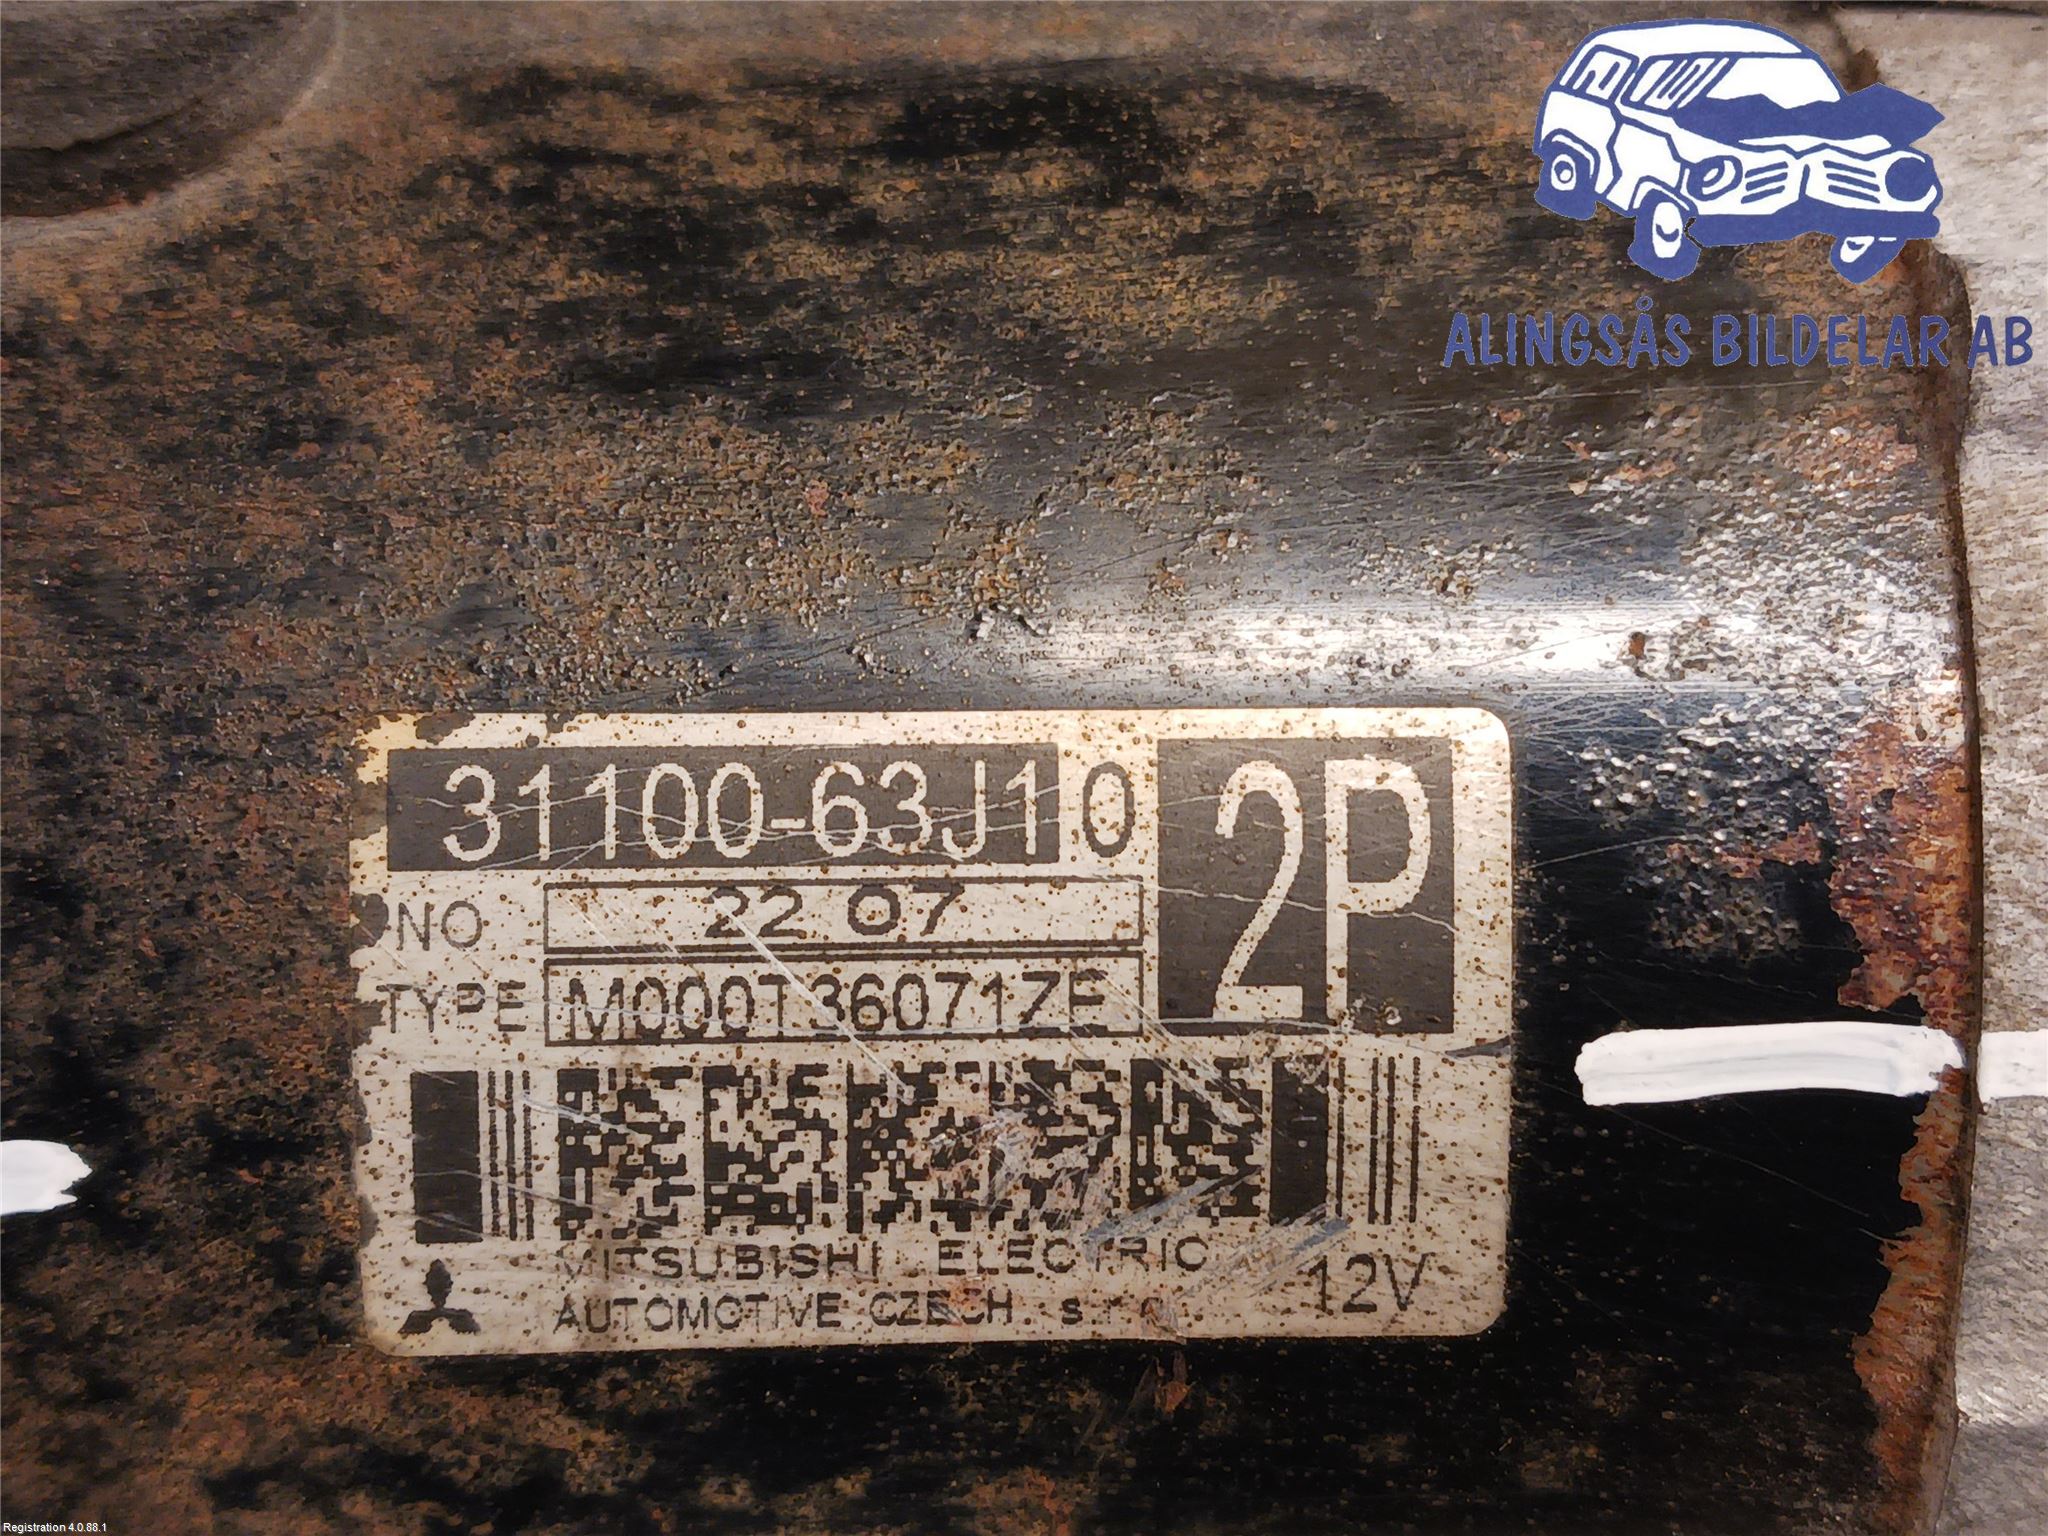 ALINGSÅS BILDELAR AB
31100-63J10
2P
NO 22 07
TYPE M000T36071ZE
MITSUBISHI ELECTRIC
AUTOMOTIVE CZECH s.r.o.
12V
Registration 4.0.88.1